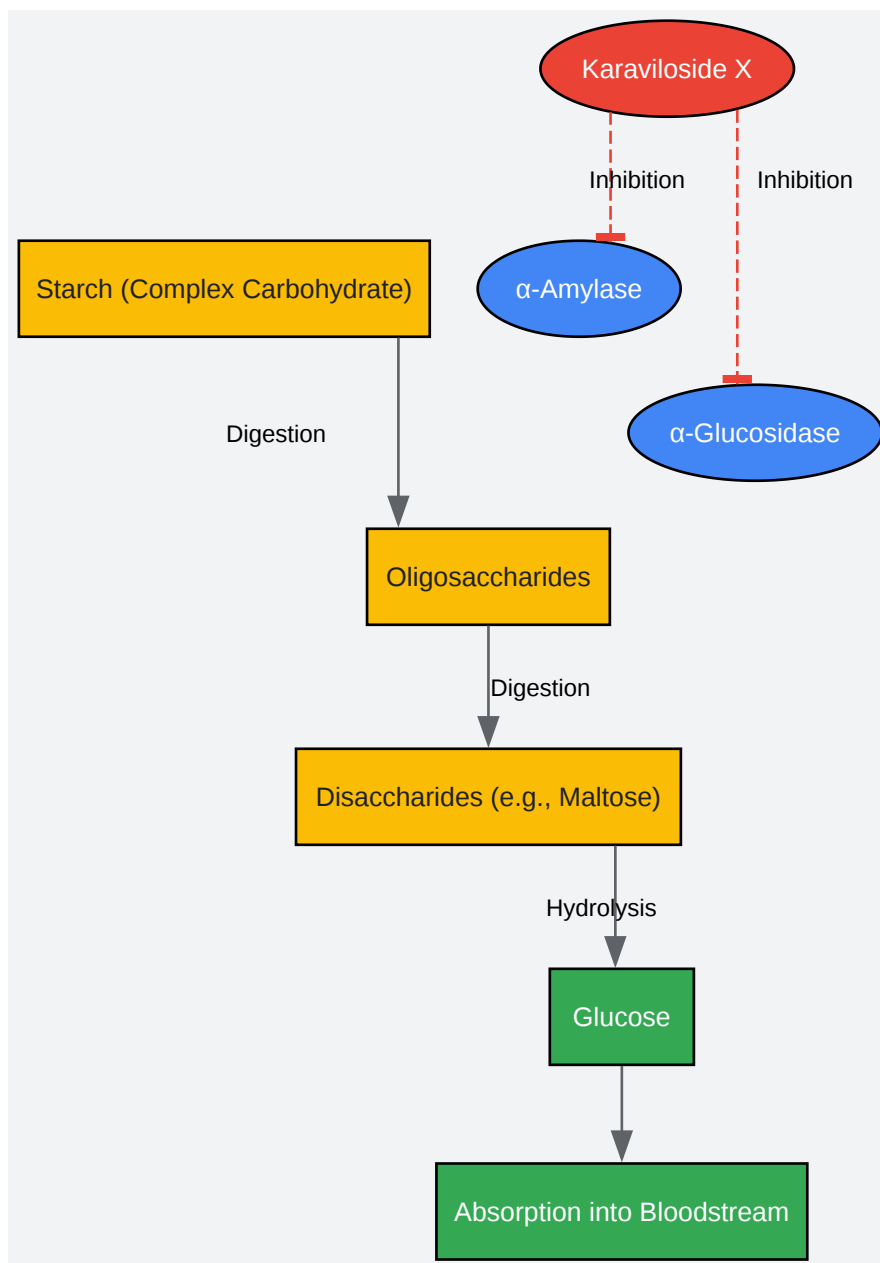 Karaviloside X
Inhibition
Inhibition
Starch (Complex Carbohydrate)
α-Amylase
Digestion
α-Glucosidase
Oligosaccharides
Digestion
Disaccharides (e.g., Maltose)
Hydrolysis
Glucose
Absorption into Bloodstream